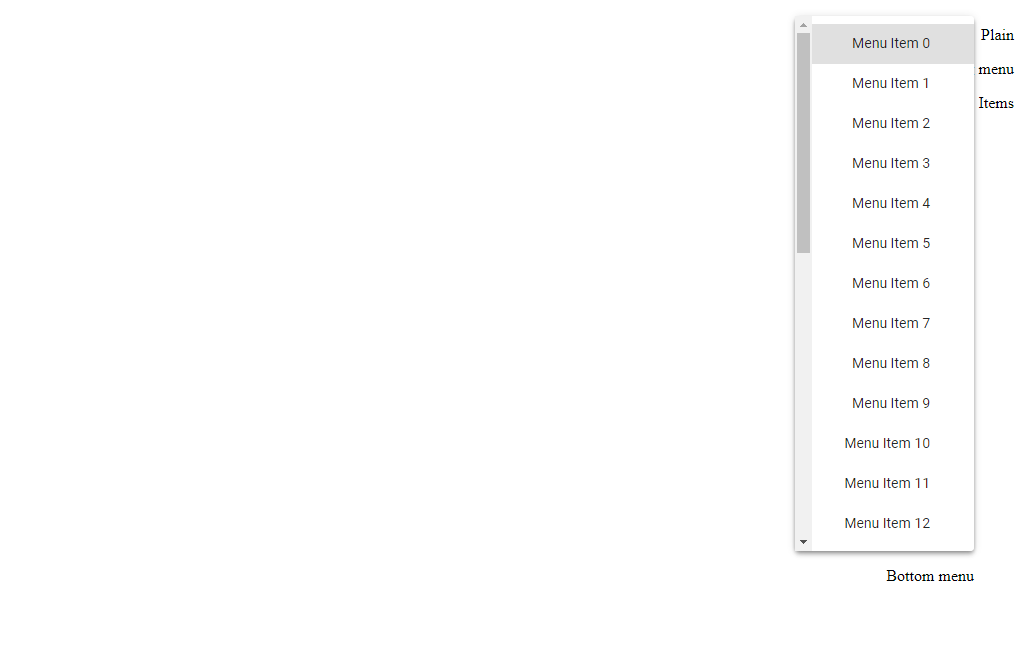 Menu Item 0
Menu Item 1
Menu Item 2
Menu Item 3
Menu Item 4
Menu Item 5
Menu Item 6
Menu Item 7
Menu Item 8
Menu Item 9
Menu Item 10
Menu Item 11
Menu Item 12
Plain
menu
Items
Bottom menu